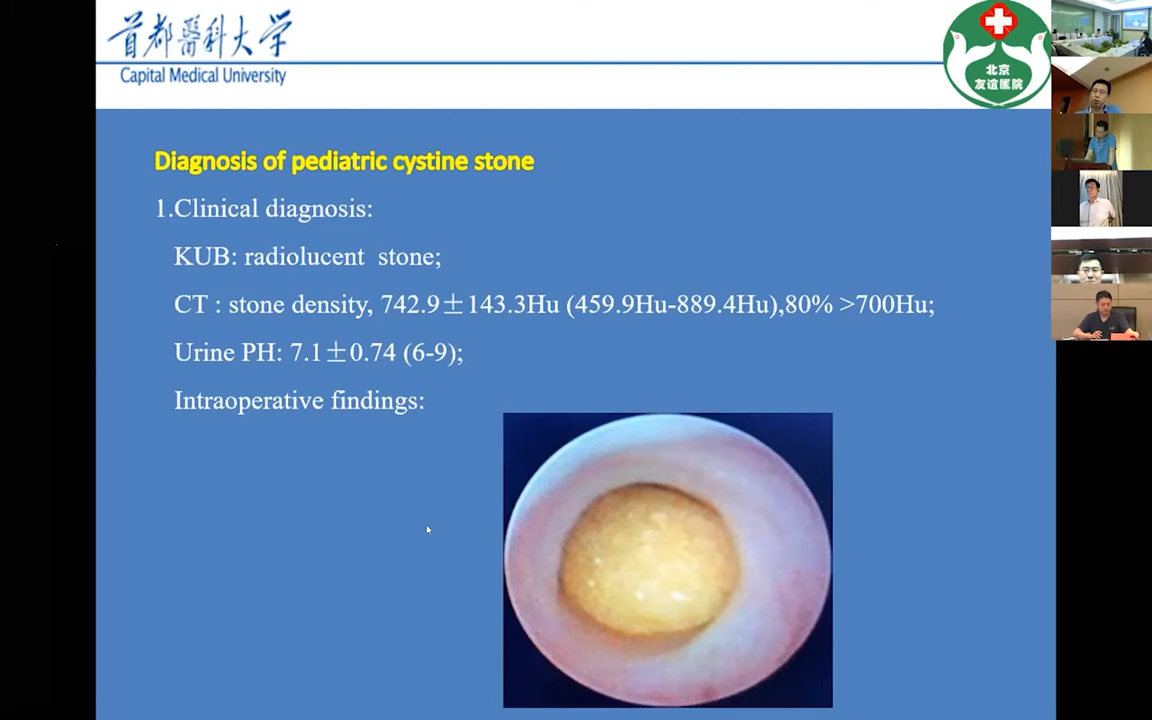 首都醫科大学
Capital Medical University
北京
友谊医院
Diagnosis of pediatric cystine stone
1.Clinical diagnosis:
KUB: radiolucent stone;
CT : stone density, 742.9±143.3Hu (459.9Hu-889.4Hu),80% >700Hu;
Urine PH: 7.1±0.74 (6-9);
Intraoperative findings: